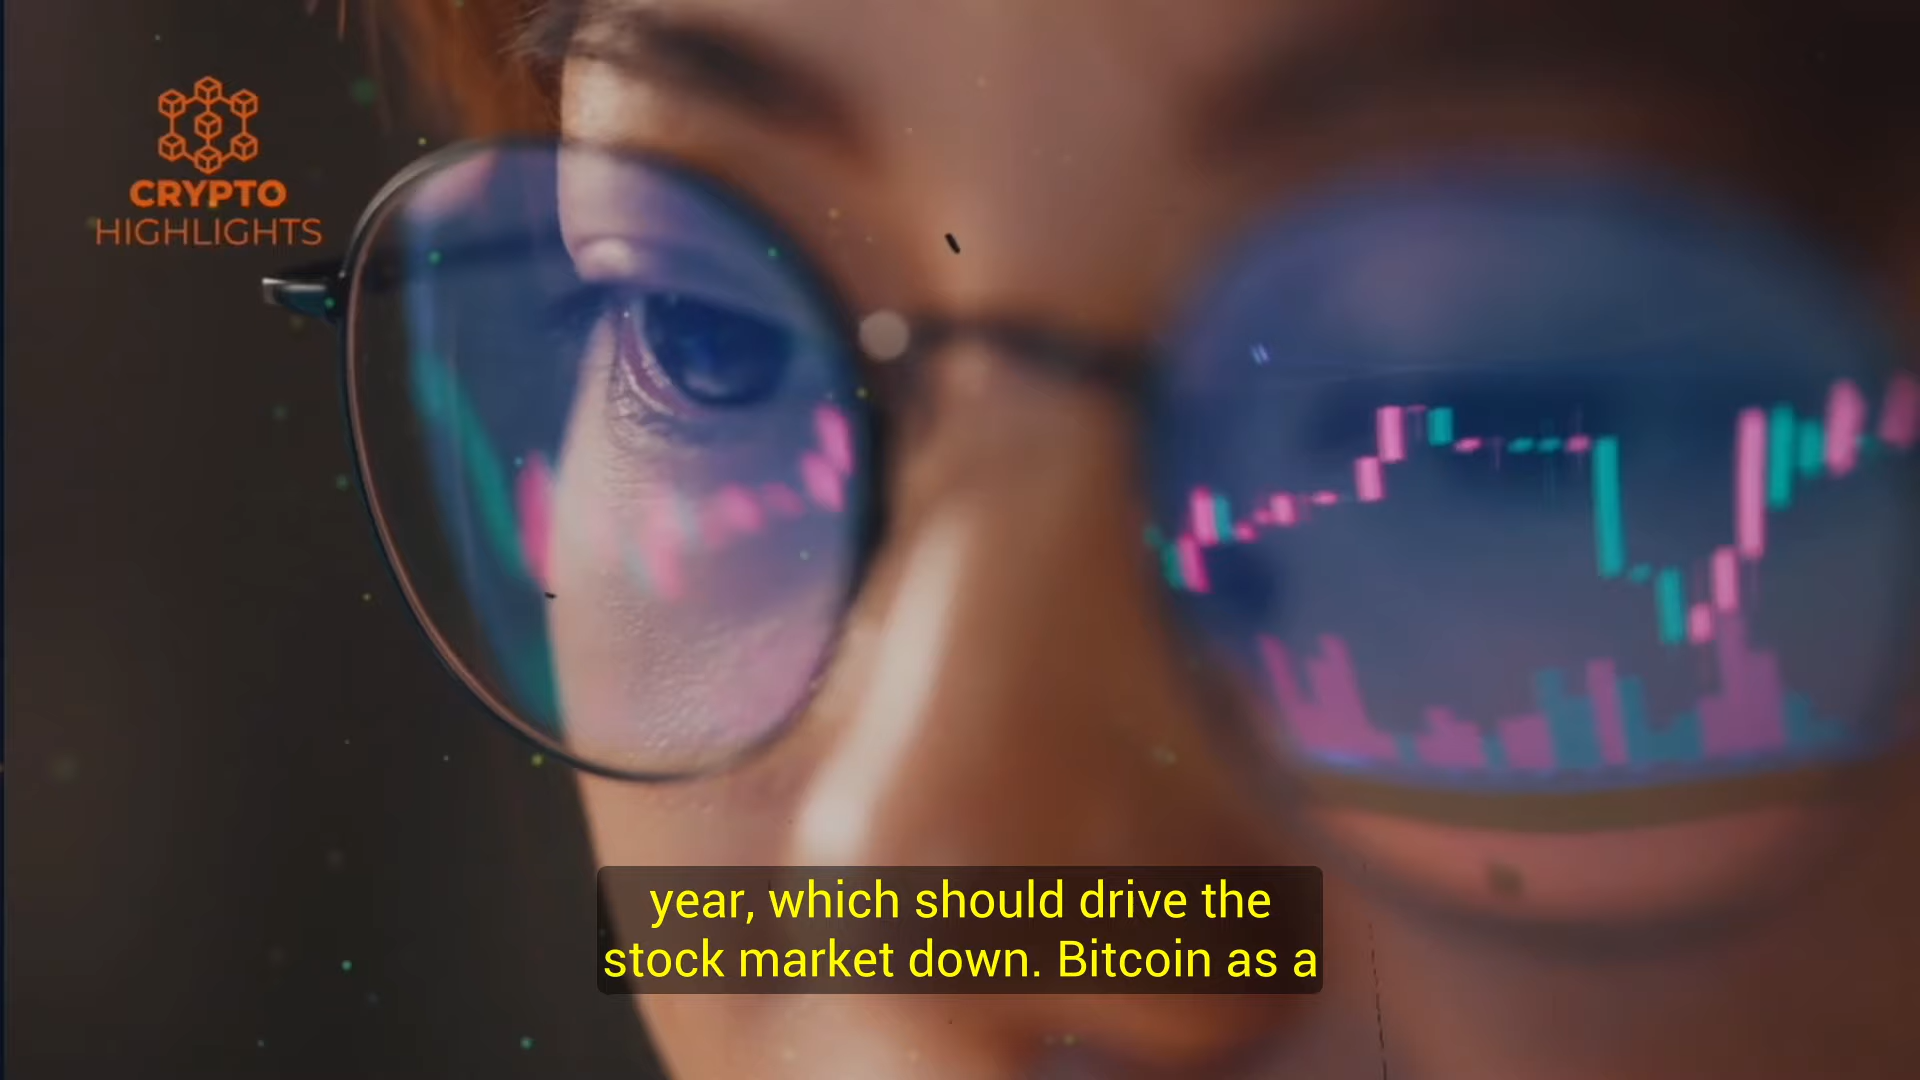 CRYPTO
HIGHLIGHTS
year, which should drive the
stock market down. Bitcoin as a